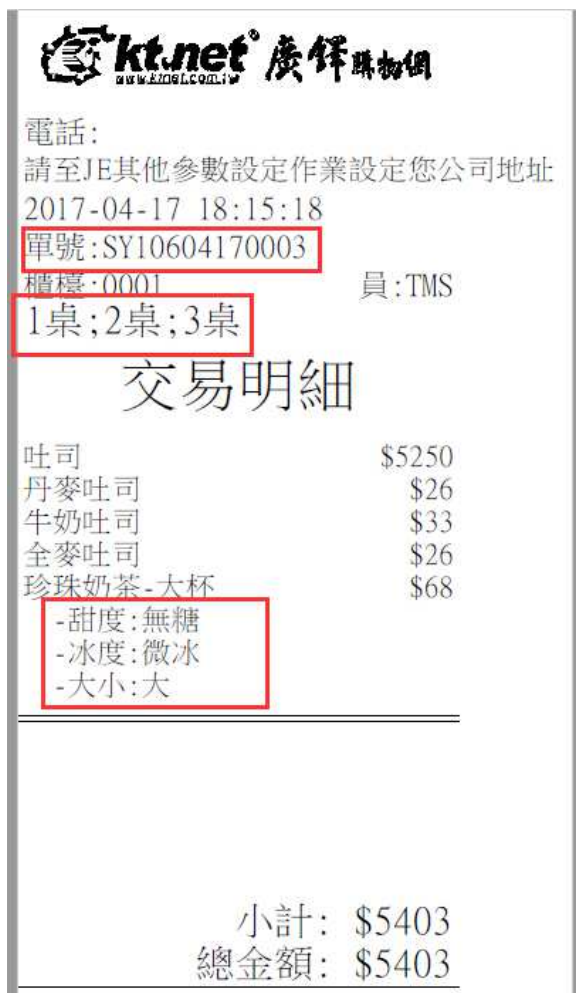 kt.net 廣鐸購物網
www.ktnet.com.tw
電話:
請至JE其他參數設定作業設定您公司地址
2017-04-17 18:15:18
單號:SY10604170003
櫃檯:0001 員:TMS
1桌;2桌;3桌
交易明細
吐司 $5250
丹麥吐司 $26
牛奶吐司 $33
全麥吐司 $26
珍珠奶茶-大杯 $68
-甜度:無糖
-冰度:微冰
-大小:大
小計: $5403
總金額: $5403